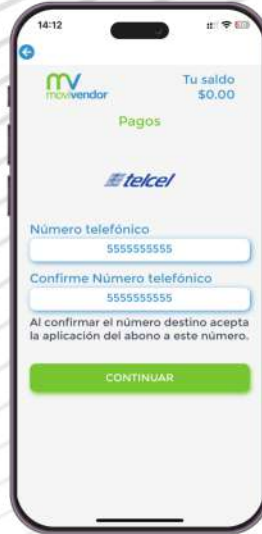 14:12
mv
movivendor
Tu saldo
$0.00
Pagos
telcel
Número telefónico
5555555555
Confirme Número telefónico
5555555555
Al confirmar el número destino acepta
la aplicación del abono a este número.
CONTINUAR